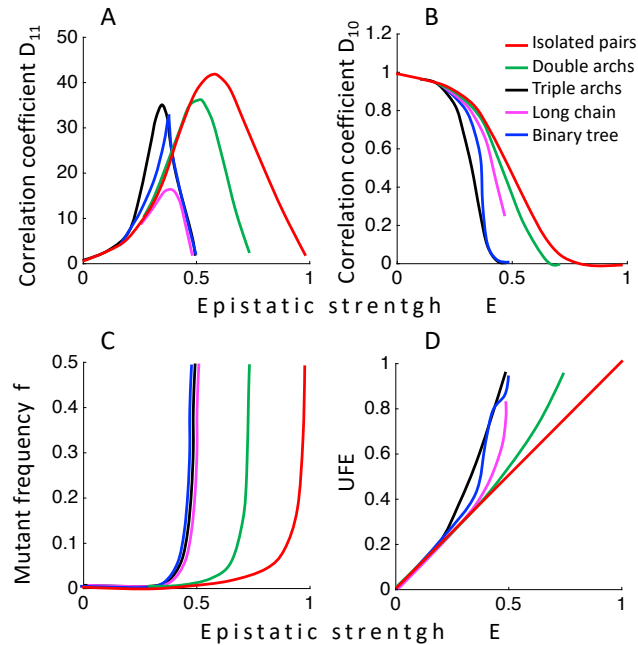 A
B
Correlation coefficient D11
50
40
30
20
10
0
0
0.5
1
Correlation coefficient D10
1.2
1
0.8
0.6
0.4
0.2
0
0
0.5
1
Isolated pairs
Double archs
Triple archs
Long chain
Binary tree
Epistatic strentgh E
C
D
Mutant frequency f
0.5
0.4
0.3
0.2
0.1
0
0
0.5
1
UFE
1
0.8
0.6
0.4
0.2
0
0
0.5
1
Epistatic strentgh E